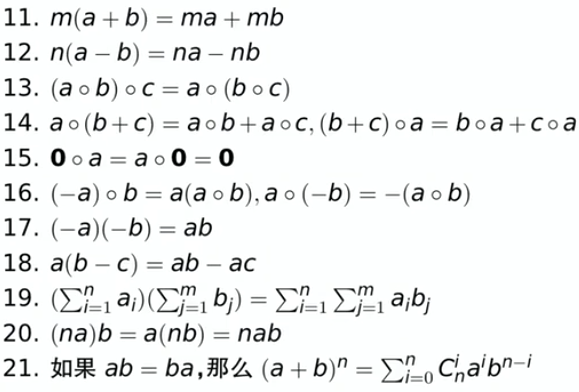 11. m(a + b) = ma + mb
12. n(a − b) = na − nb
13. (a ∘ b) ∘ c = a ∘ (b ∘ c)
14. a ∘ (b + c) = a ∘ b + a ∘ c, (b + c) ∘ a = b ∘ a + c ∘ a
15. 0 ∘ a = a ∘ 0 = 0
16. (−a) ∘ b = a(a ∘ b), a ∘ (−b) = −(a ∘ b)
17. (−a)(−b) = ab
18. a(b − c) = ab − ac
19. (∑ⁿᵢ₌₁ aᵢ)(∑ᵐⱼ₌₁ bⱼ) = ∑ⁿᵢ₌₁ ∑ᵐⱼ₌₁ aᵢbⱼ
20. (na)b = a(nb) = nab
21. 如果 ab = ba,那么 (a + b)ⁿ = ∑ⁿᵢ₌₀ Cⁱₙaⁱbⁿ⁻ⁱ